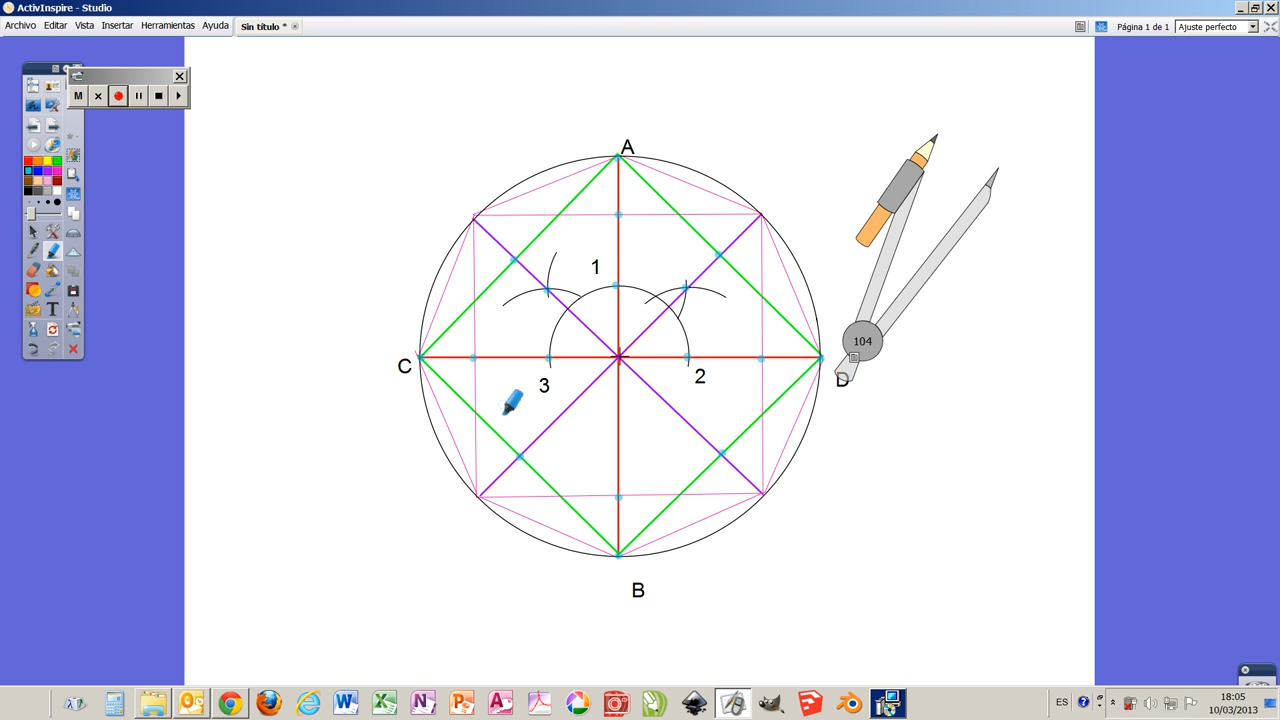 ActivInspire - Studio
Archivo Editar Vista Insertar Herramientas Ayuda
Sin título *
Página 1 de 1
Ajuste perfecto
M
T
A
1
104
C
D
3
2
B
ES
18:05
10/03/2013